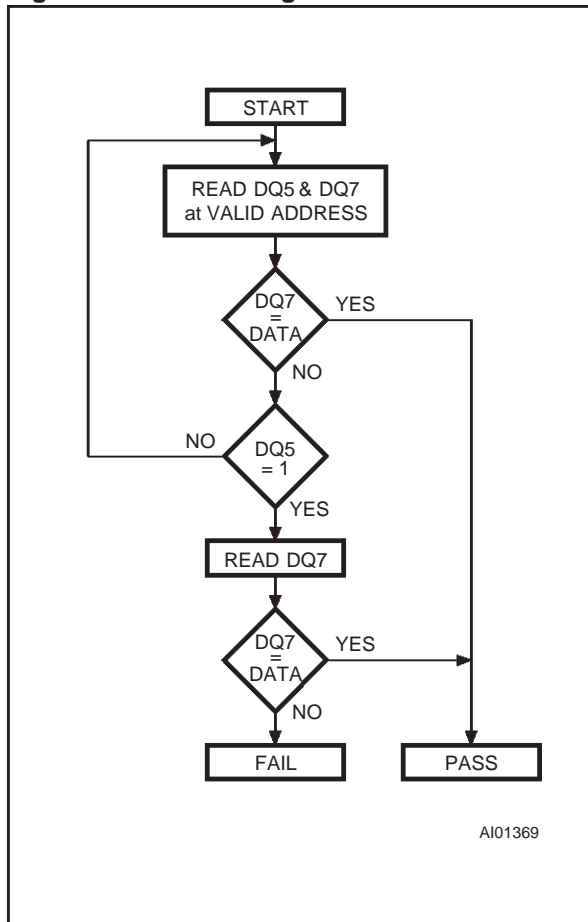 START
READ DQ5 & DQ7
at VALID ADDRESS
DQ7
=
DATA
YES
NO
DQ5
= 1
NO
YES
READ DQ7
DQ7
=
DATA
YES
NO
FAIL
PASS
AI01369